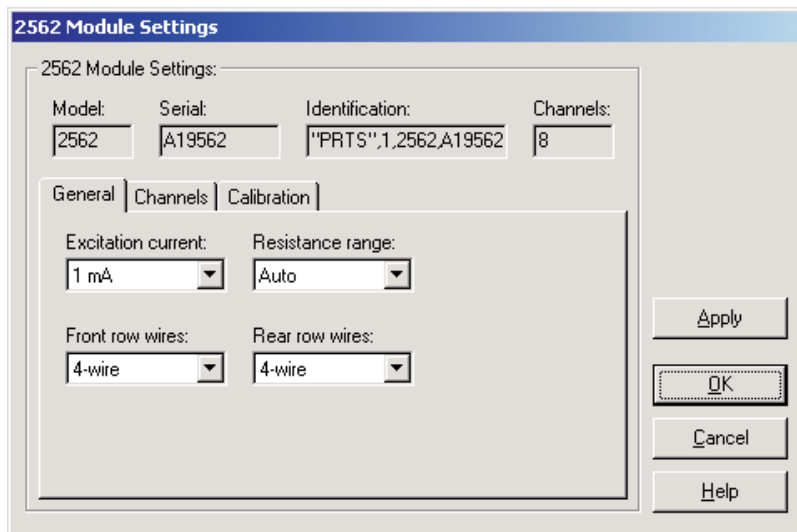 2562 Module Settings
2562 Module Settings:
Model: Serial: Identification: Channels:
2562 A19562 "PRTS",1,2562,A19562 8
General Channels Calibration
Excitation current: Resistance range:
1 mA Auto
Front row wires: Rear row wires:
4-wire 4-wire
Apply
OK
Cancel
Help